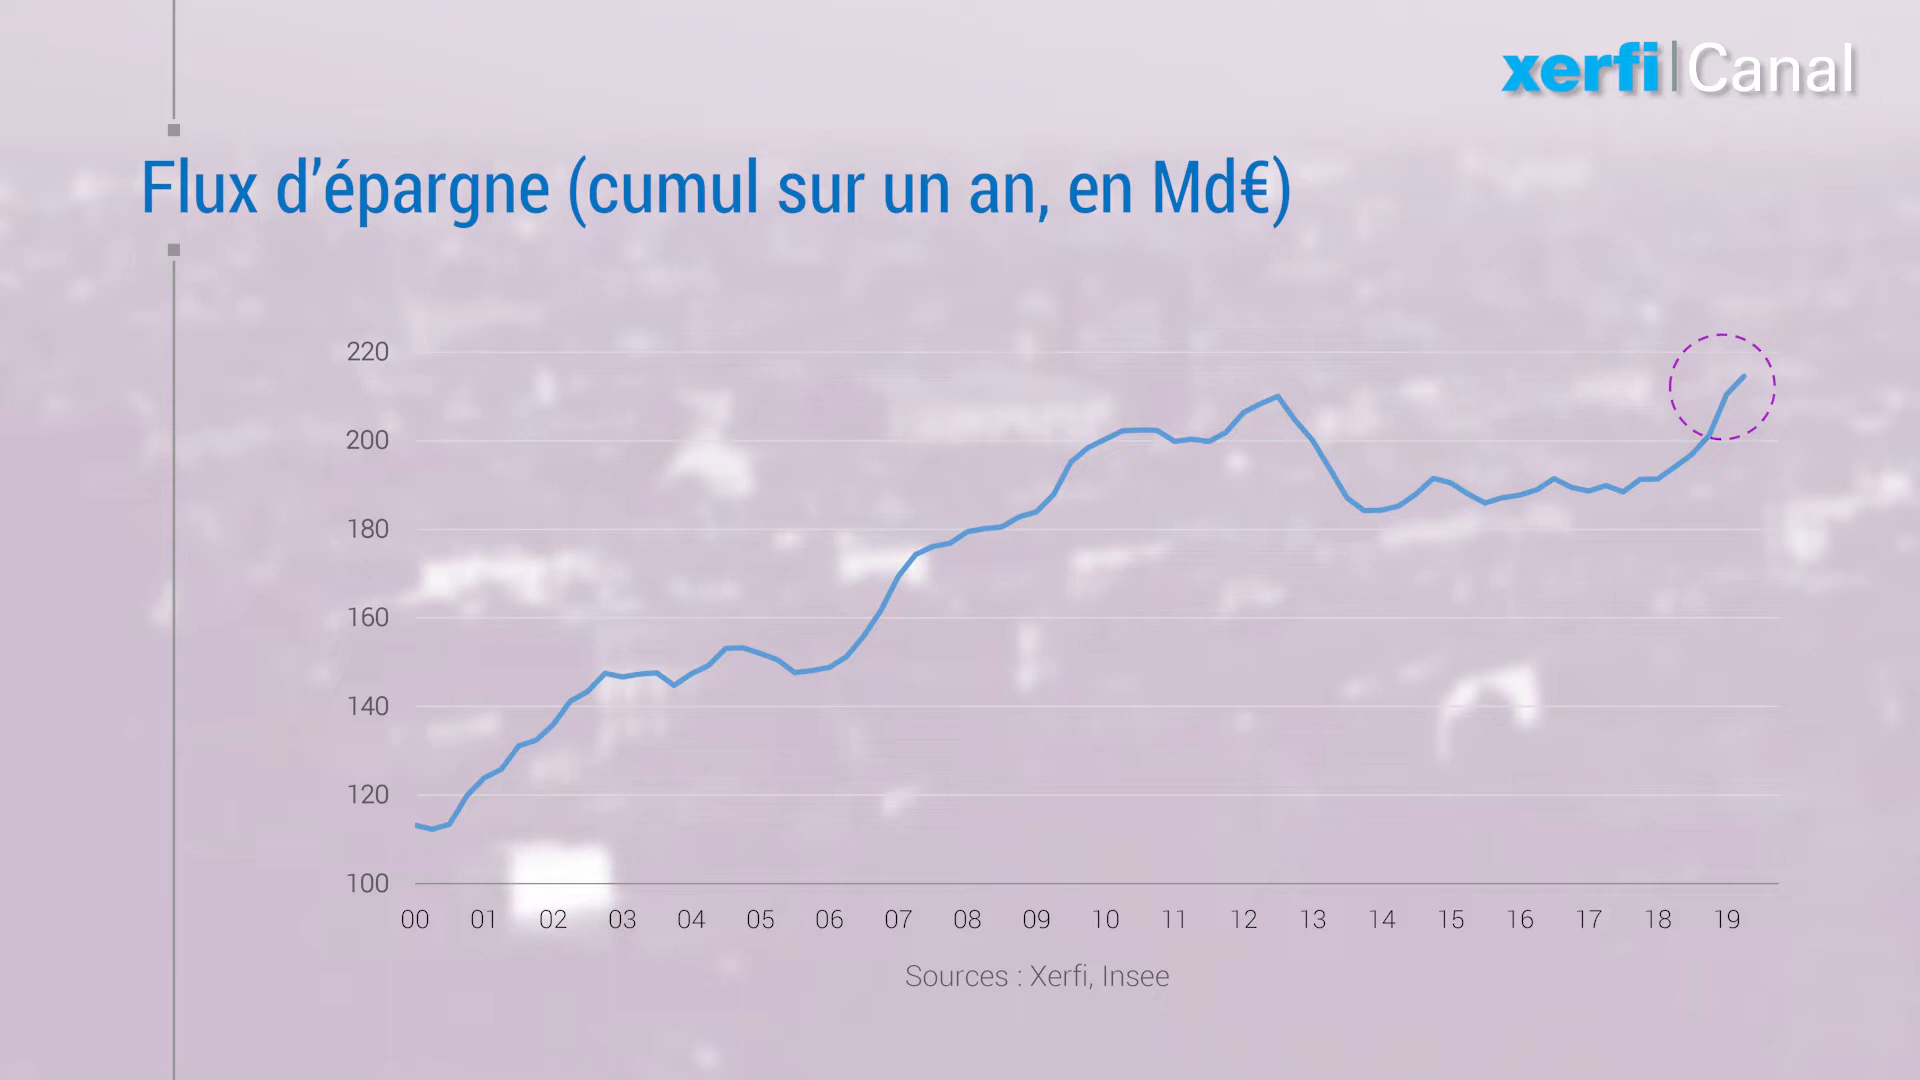 xerfi Canal
Flux d’épargne (cumul sur un an, en Md€)
220
200
180
160
140
120
100
00 01 02 03 04 05 06 07 08 09 10 11 12 13 14 15 16 17 18 19
Sources : Xerfi, Insee